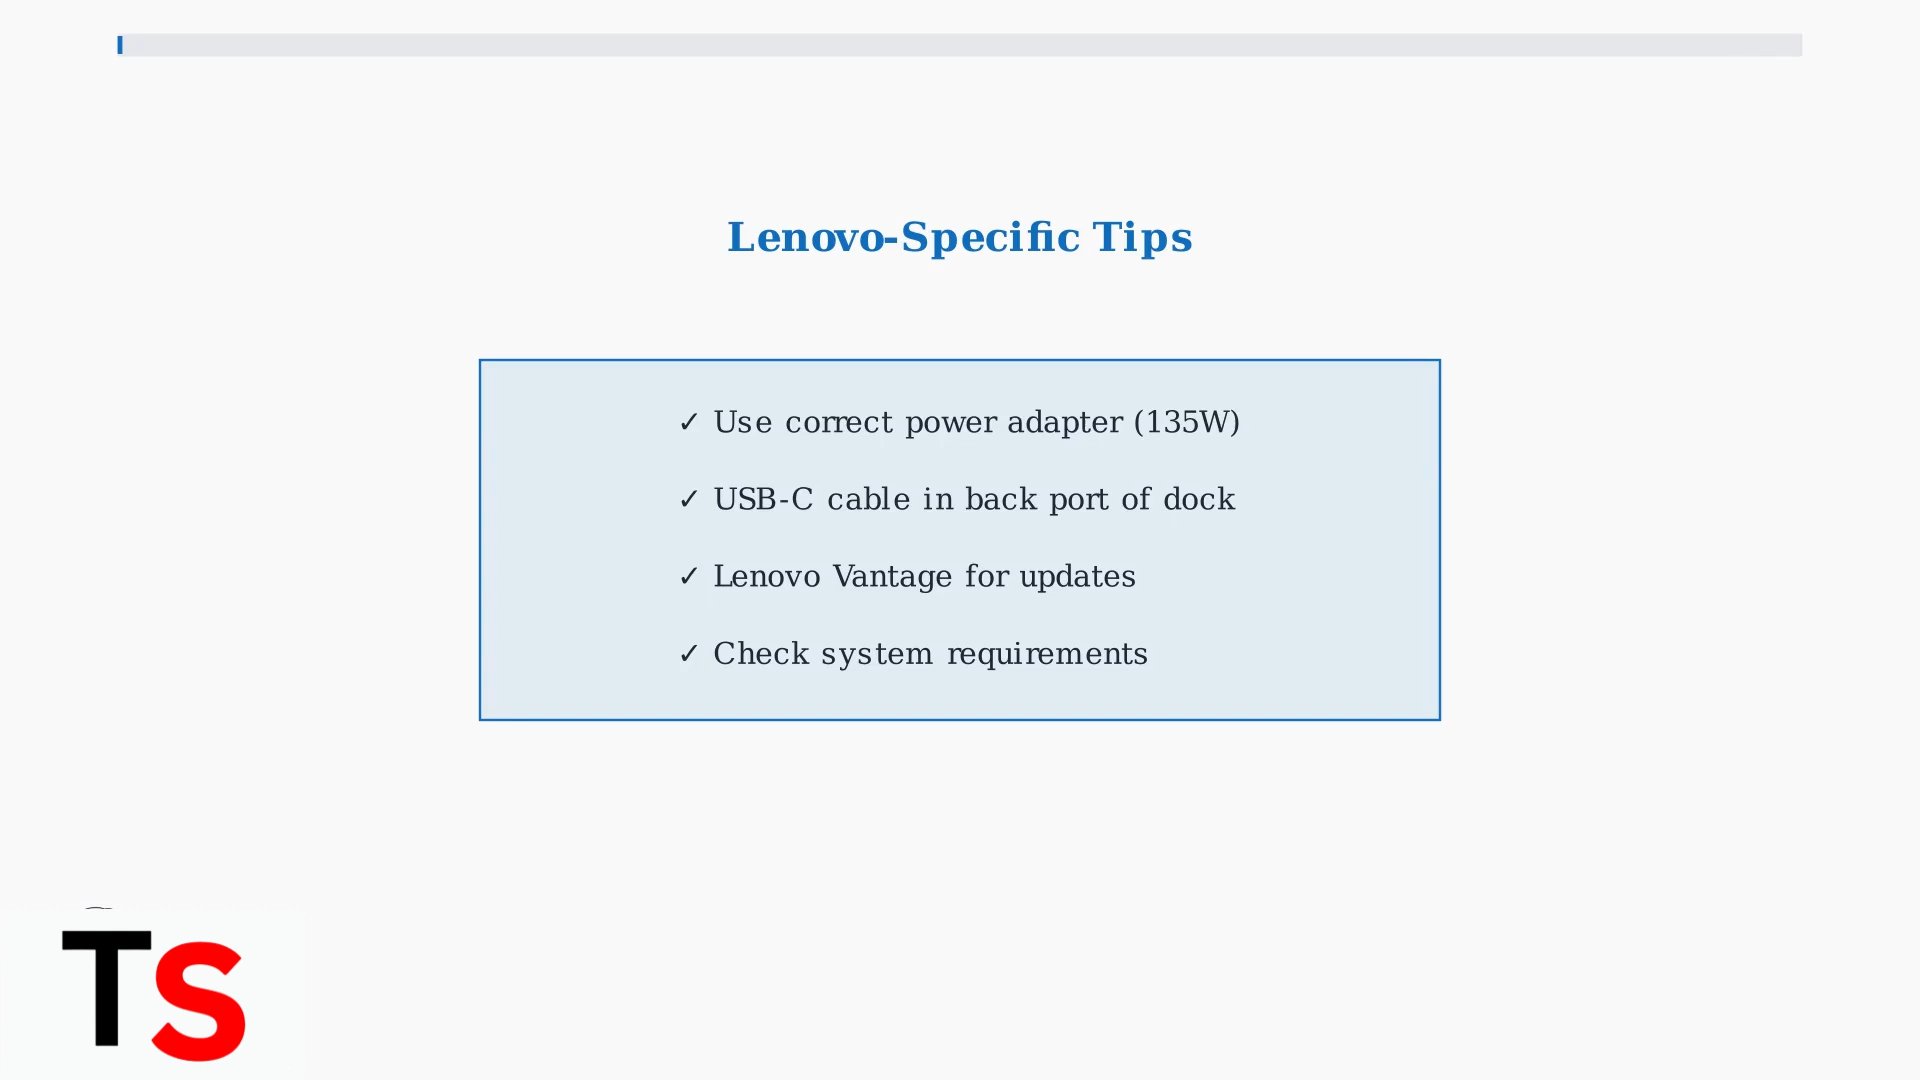 Lenovo-Specific Tips
✓ Use correct power adapter (135W)
✓ USB-C cable in back port of dock
✓ Lenovo Vantage for updates
✓ Check system requirements
TS